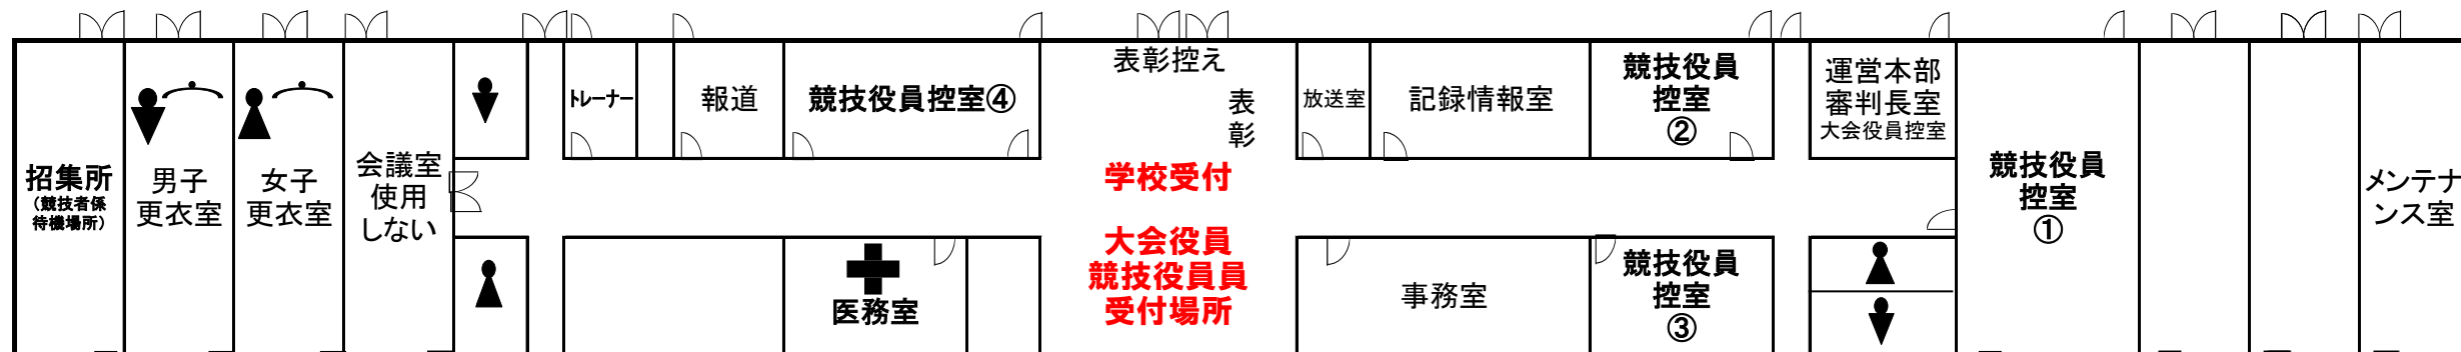 招集所
(競技者係
待機場所)
男子
更衣室
女子
更衣室
会議室
使用
しない
トレーナー
報道
競技役員控室④
医務室
表彰控え
表
彰
学校受付
大会役員
競技役員員
受付場所
放送室
記録情報室
事務室
競技役員
控室
②
競技役員
控室
③
運営本部
審判長室
大会役員控室
競技役員
控室
①
メンテナ
ンス室